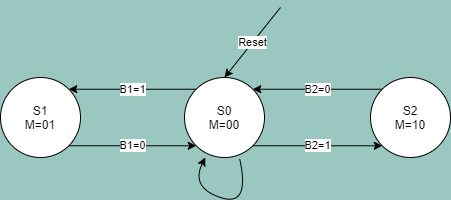 Reset
B1=1
B2=0
S1
M=01
S0
M=00
S2
M=10
B1=0
B2=1